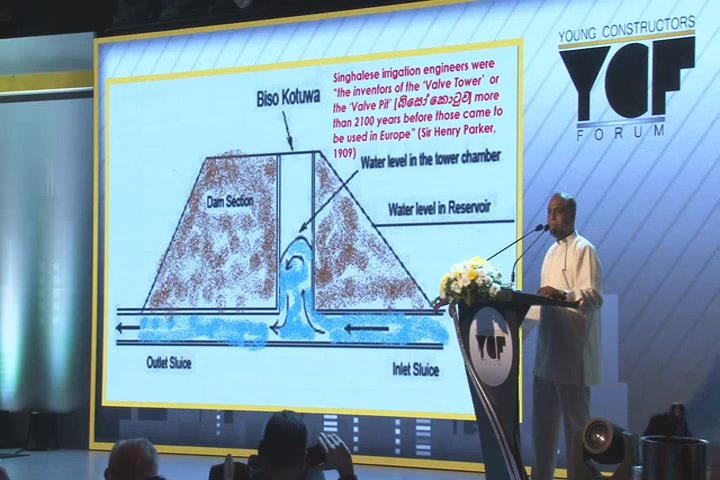 YOUNG CONSTRUCTORS
YCF
FORUM
Singhalese irrigation engineers were
"the inventors of the 'Valve Tower' or
the 'Valve Pit' [බිසෝ කොටුව] more
than 2100 years before those came to
be used in Europe" (Sir Henry Parker,
1909)
Biso Kotuwa
Water level in the tower chamber
Dam Section
Water level in Reservoir
Outlet Sluice
Inlet Sluice
YCF
FORUM